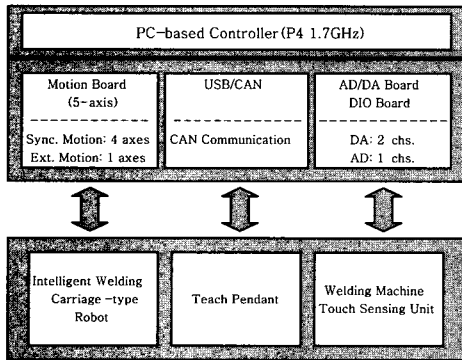 PC-based Controller(P4 1.7GHz)
Motion Board
(5-axis)
Sync. Motion: 4 axes
Ext. Motion: 1 axes
USB/CAN
CAN Communication
AD/DA Board
DIO Board
DA: 2 chs.
AD: 1 chs.
Intelligent Welding
Carriage -type
Robot
Teach Pendant
Welding Machine
Touch Sensing Unit